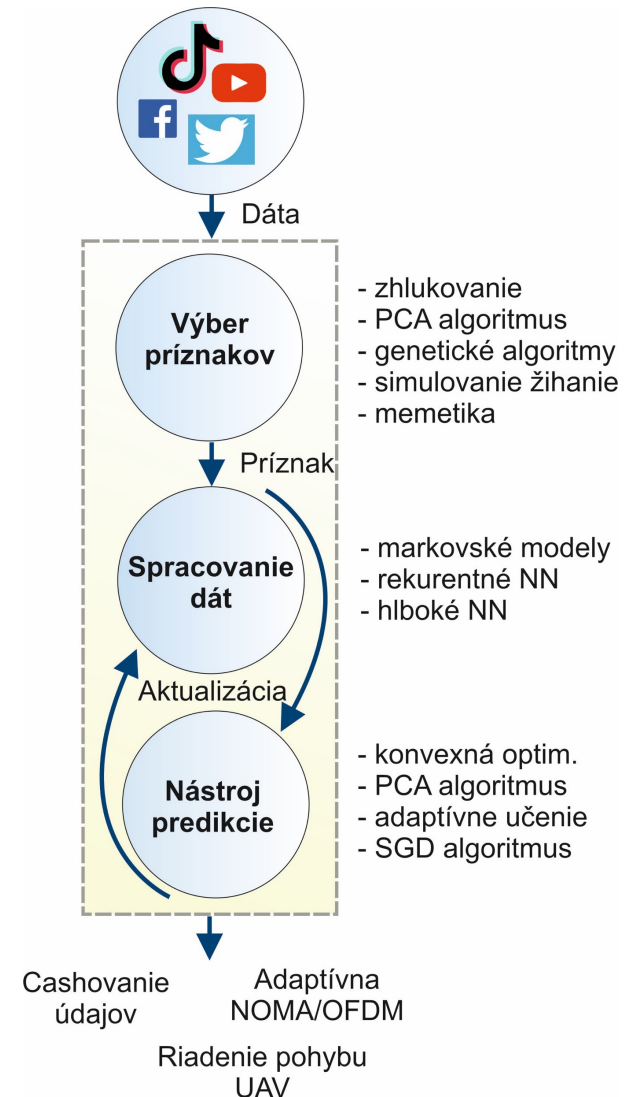 Dáta
Výber
príznakov
- zhlukovanie
- PCA algoritmus
- genetické algoritmy
- simulovanie žihanie
- memetika
Príznak
Spracovanie
dát
- markovské modely
- rekurentné NN
- hlboké NN
Aktualizácia
Nástroj
predikcie
- konvexná optim.
- PCA algoritmus
- adaptívne učenie
- SGD algoritmus
Cashovanie
údajov
Adaptívna
NOMA/OFDM
Riadenie pohybu
UAV